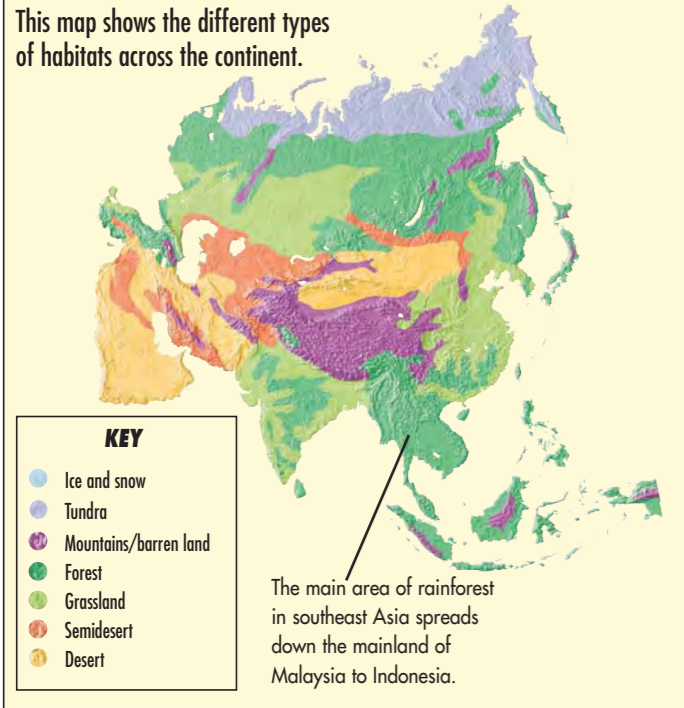 This map shows the different types
of habitats across the continent.
KEY
Ice and snow
Tundra
Mountains/barren land
Forest
Grassland
Semidesert
Desert
The main area of rainforest
in southeast Asia spreads
down the mainland of
Malaysia to Indonesia.